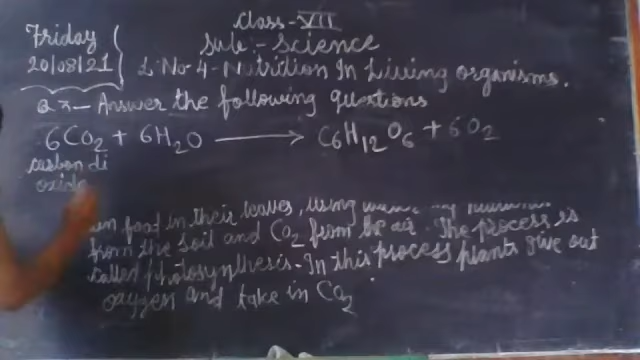 Class-VII
Friday
Sub:- Science
20/08/21
L.No-4-Nutrition In Living organisms.
Q 3- Answer the following questions
6CO2 + 6H2O ⟶ C6H12O6 + 6O2
carbon di
oxide
food in their leaves, using
from the soil and CO2 from air. The process is
called photosynthesis. In this process plants give out
oxygen and take in CO2